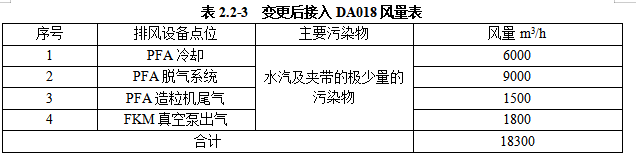 表 2.2-3 变更后接入 DA018 风量表
序号 排风设备点位 主要污染物 风量 m³/h
1 PFA 冷却 水汽及夹带的极少量的污染物 6000
2 PFA 脱气系统 9000
3 PFA 造粒机尾气 1500
4 FKM 真空泵出气 1800
合计 18300